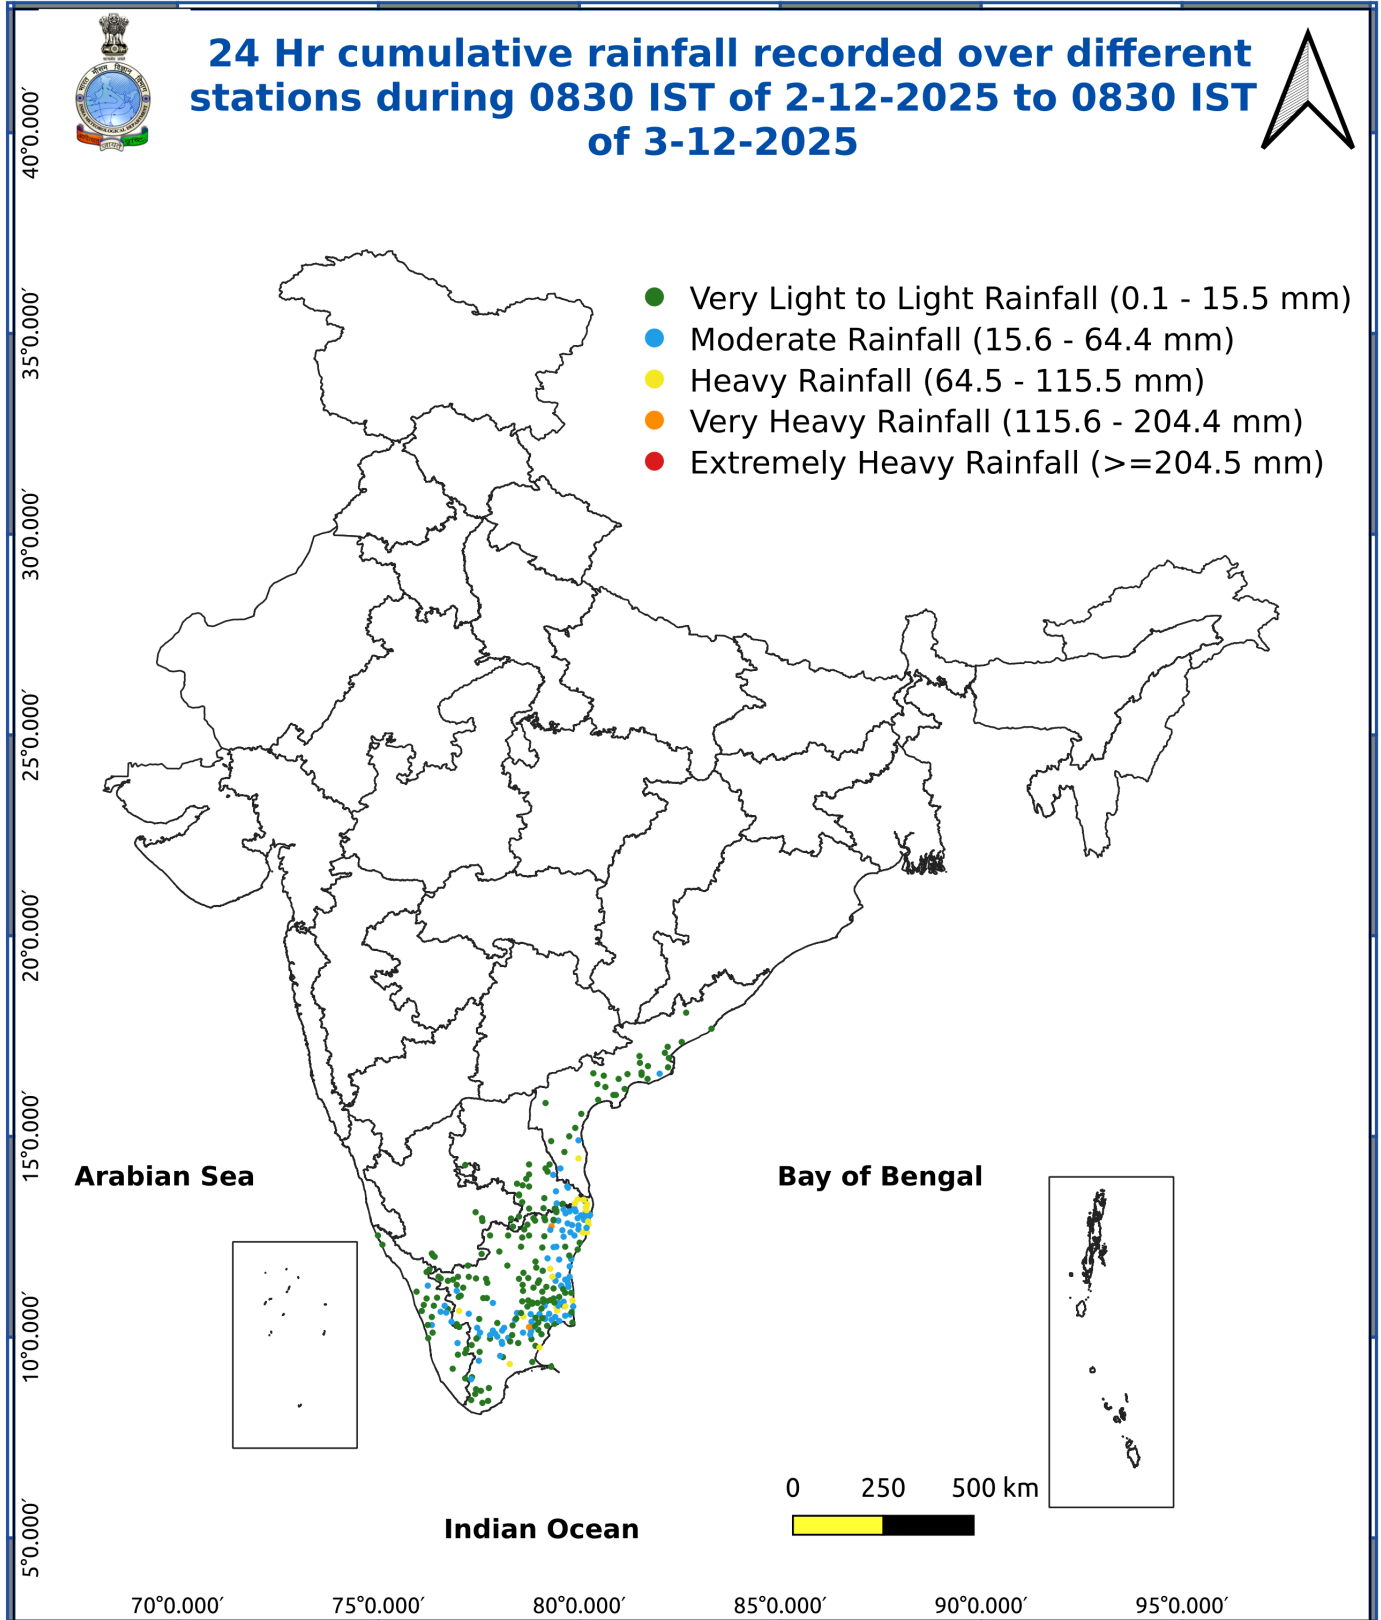 24 Hr cumulative rainfall recorded over different
stations during 0830 IST of 2-12-2025 to 0830 IST
of 3-12-2025
Very Light to Light Rainfall (0.1 - 15.5 mm)
Moderate Rainfall (15.6 - 64.4 mm)
Heavy Rainfall (64.5 - 115.5 mm)
Very Heavy Rainfall (115.6 - 204.4 mm)
Extremely Heavy Rainfall (>=204.5 mm)
40°0.000′
35°0.000′
30°0.000′
25°0.000′
20°0.000′
15°0.000′
10°0.000′
5°0.000′
Arabian Sea
Bay of Bengal
Indian Ocean
0 250 500 km
70°0.000′ 75°0.000′ 80°0.000′ 85°0.000′ 90°0.000′ 95°0.000′